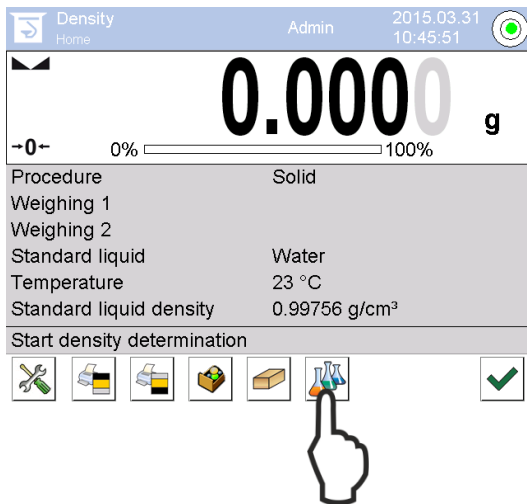 Density
Home
Admin
2015.03.31
10:45:51
0.0000 g
→0← 0% 100%
Procedure Solid
Weighing 1
Weighing 2
Standard liquid Water
Temperature 23 °C
Standard liquid density 0.99756 g/cm³
Start density determination